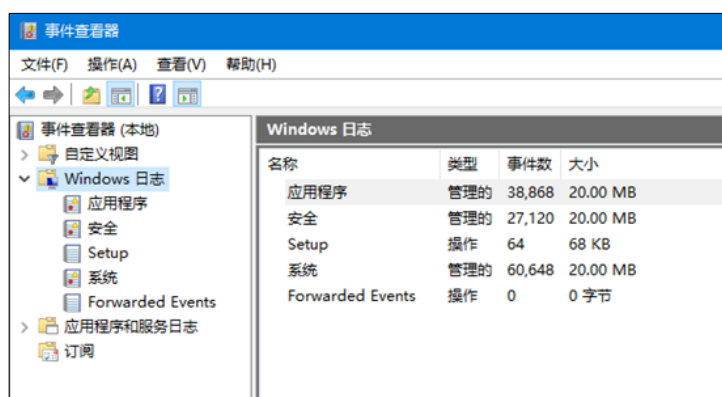 事件查看器
文件(F) 操作(A) 查看(V) 帮助(H)
事件查看器 (本地)
自定义视图
Windows 日志
应用程序
安全
Setup
系统
Forwarded Events
应用程序和服务日志
订阅
Windows 日志
名称 类型 事件数 大小
应用程序 管理的 38,868 20.00 MB
安全 管理的 27,120 20.00 MB
Setup 操作 64 68 KB
系统 管理的 60,648 20.00 MB
Forwarded Events 操作 0 0 字节